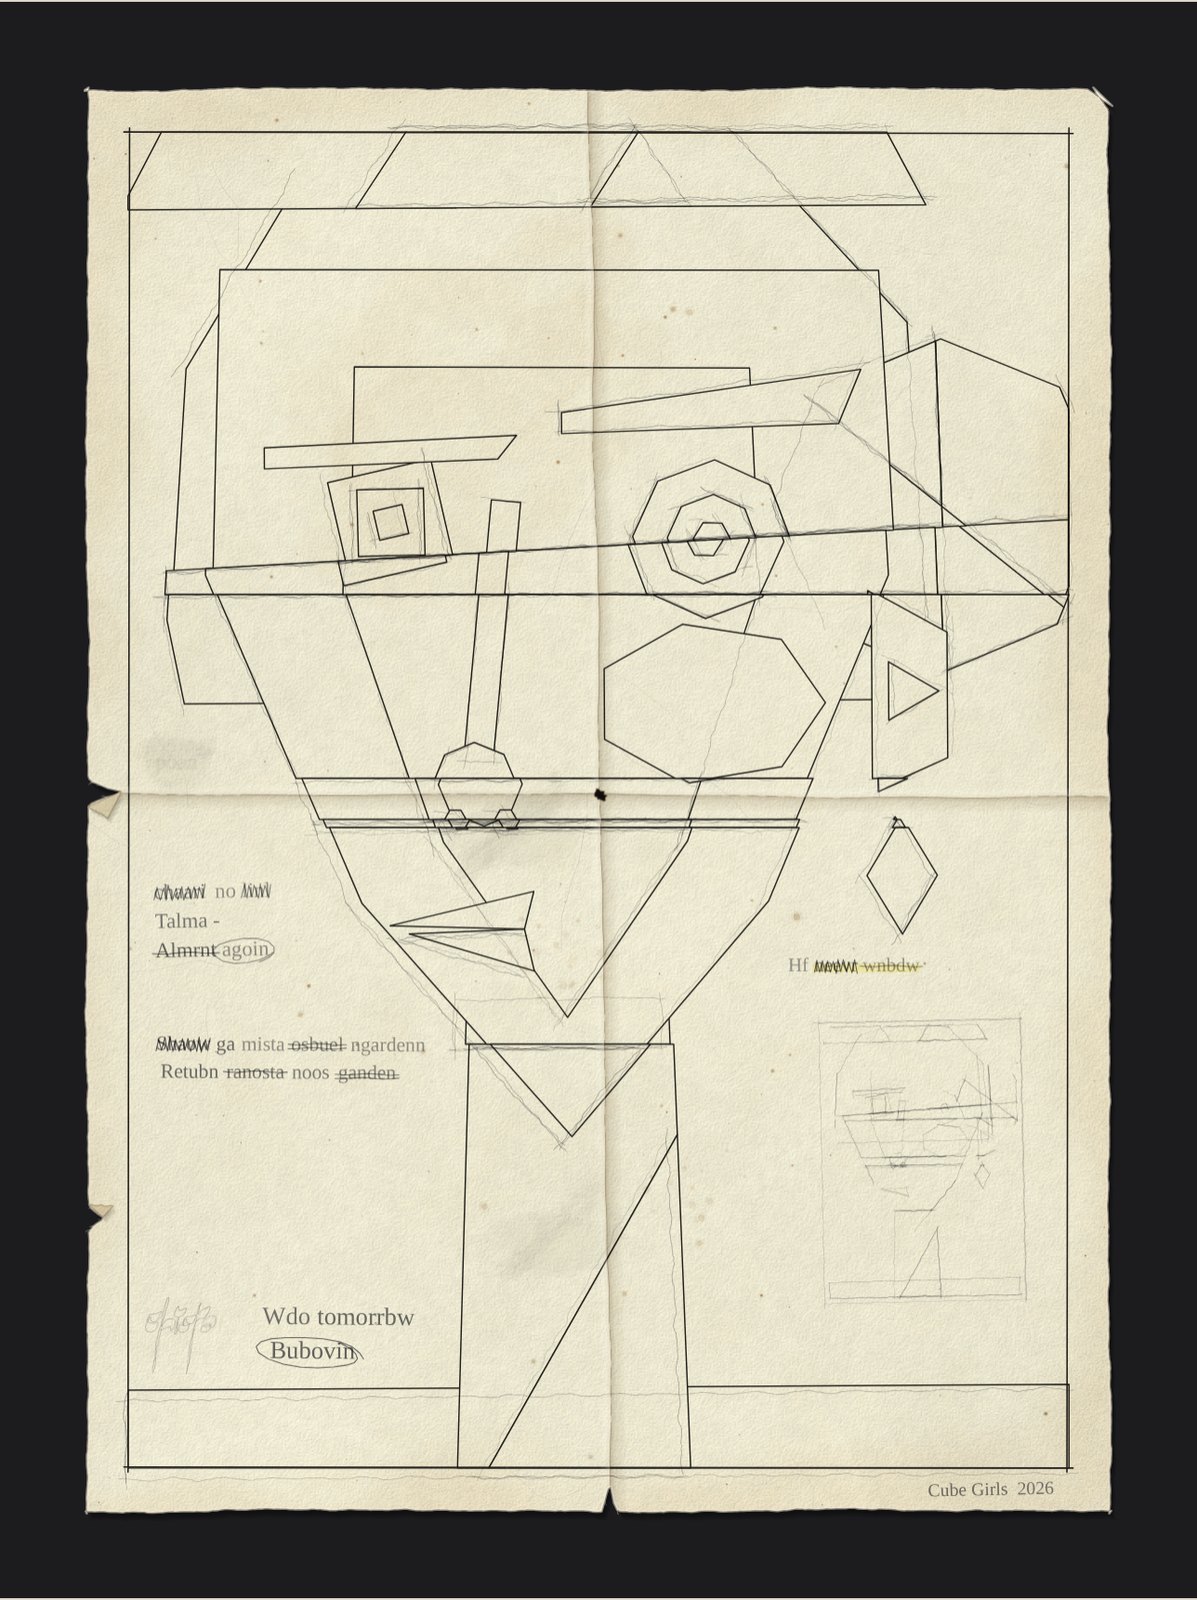 no
Talma -
Almrnt agoin
Hf wnbdw
ga mista osbuel ngardenn
Retubn ranosta noos ganden
Wdo tomorrbw
Bubovin
Cube Girls 2026